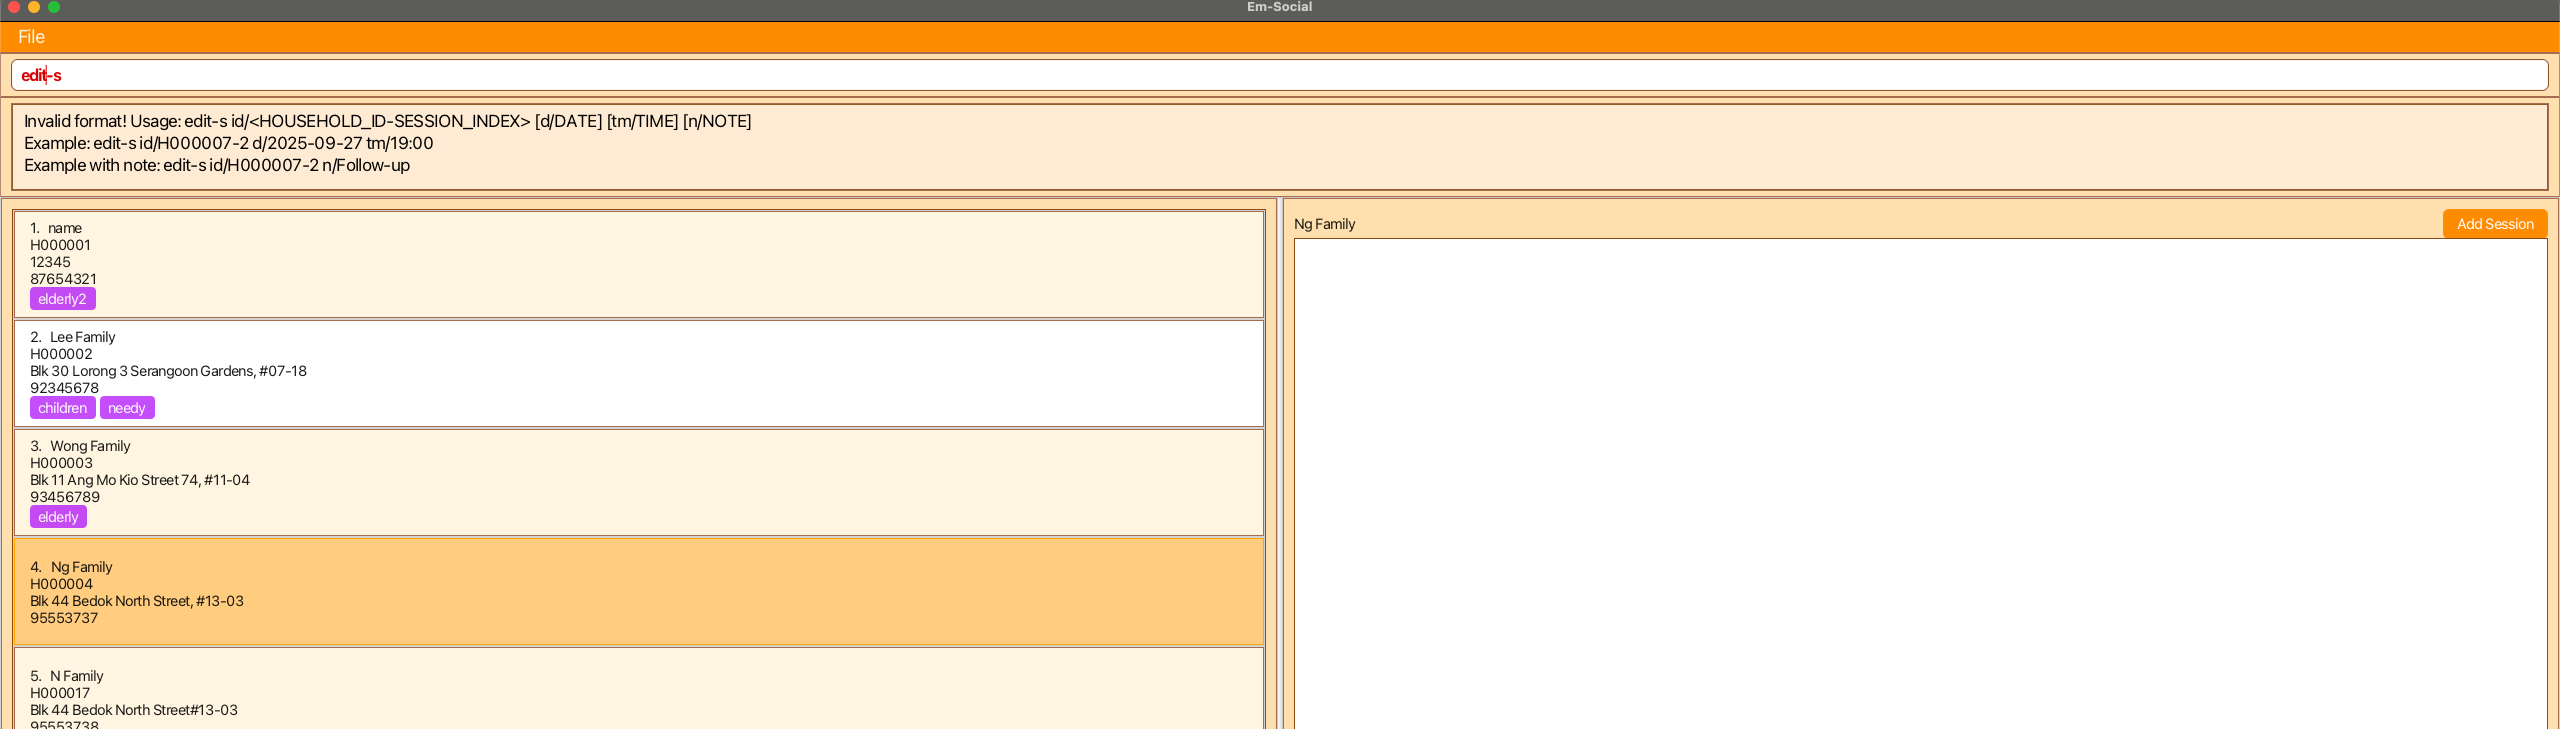 Em-Social
File
edit-s
Invalid format! Usage: edit-s id/<HOUSEHOLD_ID-SESSION_INDEX> [d/DATE] [tm/TIME] [n/NOTE]
Example: edit-s id/H000007-2 d/2025-09-27 tm/19:00
Example with note: edit-s id/H000007-2 n/Follow-up
1. name
H000001
12345
87654321
elderly2
2. Lee Family
H000002
Blk 30 Lorong 3 Serangoon Gardens, #07-18
92345678
children needy
3. Wong Family
H000003
Blk 11 Ang Mo Kio Street 74, #11-04
93456789
elderly
4. Ng Family
H000004
Blk 44 Bedok North Street, #13-03
95553737
5. N Family
H000017
Blk 44 Bedok North Street#13-03
95553738
Ng Family
Add Session